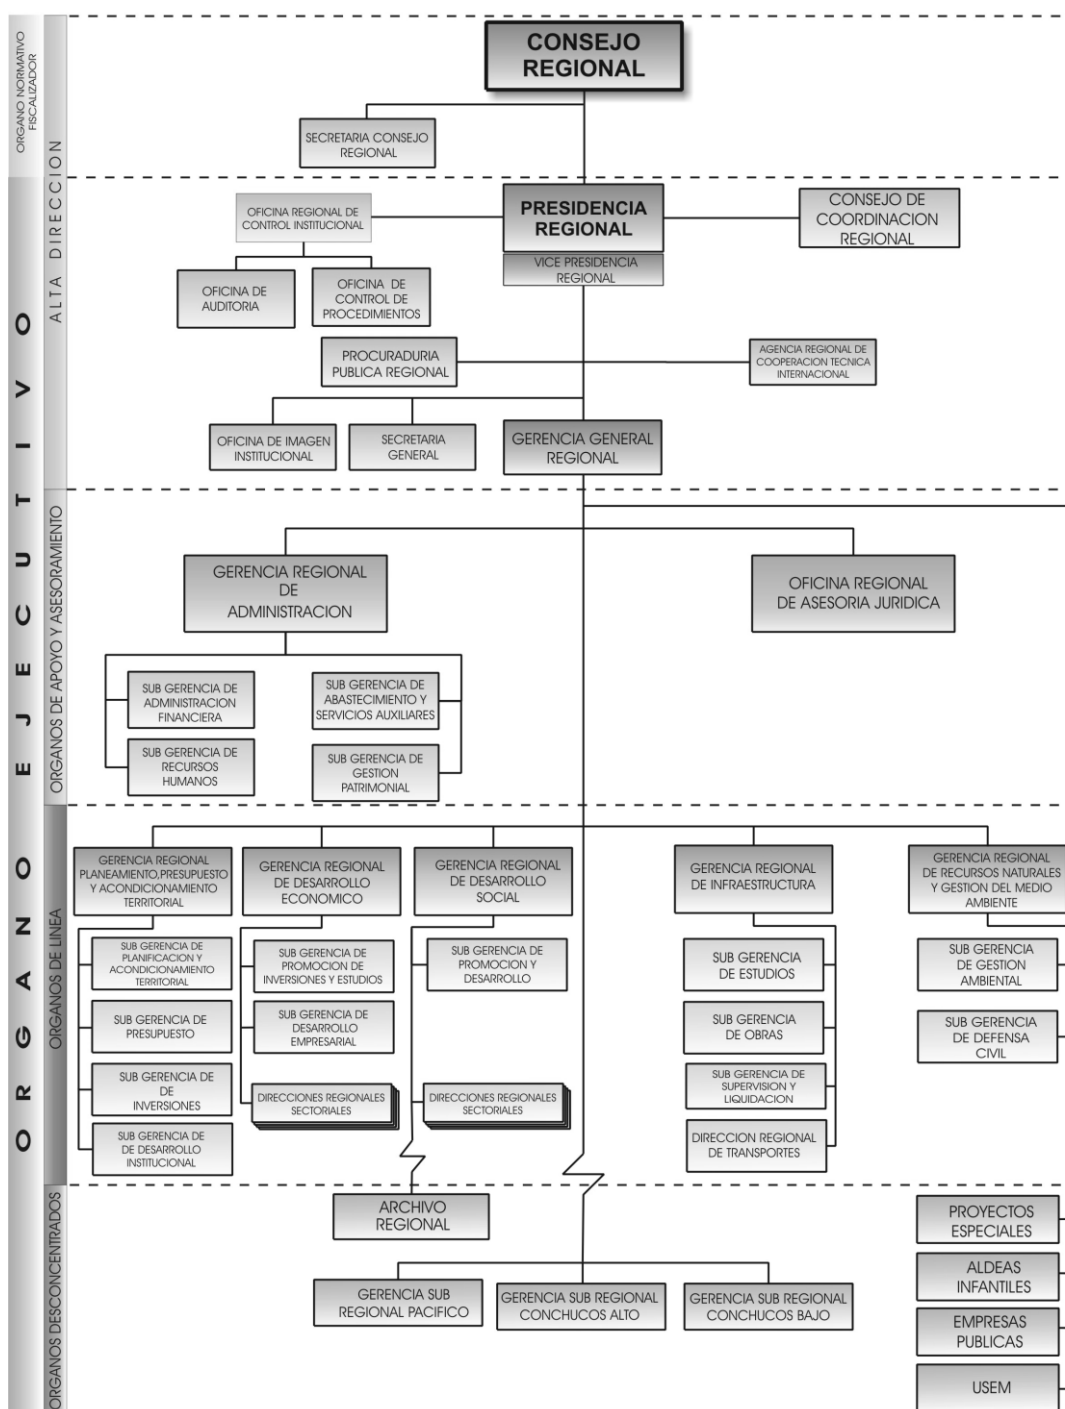 CONSEJO
REGIONAL
ORGANO NORMATIVO
FISCALIZADOR
SECRETARIA CONSEJO
REGIONAL
ORGANO EJECUTIVO
ALTA DIRECCION
OFICINA REGIONAL DE
CONTROL INSTITUCIONAL
PRESIDENCIA
REGIONAL
VICE PRESIDENCIA
REGIONAL
CONSEJO DE
COORDINACION
REGIONAL
OFICINA DE
AUDITORIA
OFICINA DE
CONTROL DE
PROCEDIMIENTOS
PROCURADURIA
PUBLICA REGIONAL
AGENCIA REGIONAL DE
COOPERACION TECNICA
INTERNACIONAL
OFICINA DE IMAGEN
INSTITUCIONAL
SECRETARIA
GENERAL
GERENCIA GENERAL
REGIONAL
ORGANOS DE APOYO Y ASESORAMIENTO
GERENCIA REGIONAL
DE
ADMINISTRACION
OFICINA REGIONAL
DE ASESORIA JURIDICA
SUB GERENCIA DE
ADMINISTRACION
FINANCIERA
SUB GERENCIA DE
ABASTECIMIENTO Y
SERVICIOS AUXILIARES
SUB GERENCIA DE
RECURSOS
HUMANOS
SUB GERENCIA DE
GESTION
PATRIMONIAL
ORGANOS DE LINEA
GERENCIA REGIONAL
PLANEAMIENTO,PRESUPUESTO
Y ACONDICIONAMIENTO
TERRITORIAL
SUB GERENCIA DE
PLANIFICACION Y
ACONDICIONAMIENTO
TERRITORIAL
SUB GERENCIA DE
PRESUPUESTO
SUB GERENCIA DE
DE
INVERSIONES
SUB GERENCIA DE
DE DESARROLLO
INSTITUCIONAL
GERENCIA REGIONAL
DE DESARROLLO
ECONOMICO
SUB GERENCIA DE
PROMOCION DE
INVERSIONES Y ESTUDIOS
SUB GERENCIA DE
DESARROLLO
EMPRESARIAL
DIRECCIONES REGIONALES
SECTORIALES
GERENCIA REGIONAL
DE DESARROLLO
SOCIAL
SUB GERENCIA DE
PROMOCION Y
DESARROLLO
DIRECCIONES REGIONALES
SECTORIALES
GERENCIA REGIONAL
DE INFRAESTRUCTURA
SUB GERENCIA
DE ESTUDIOS
SUB GERENCIA
DE OBRAS
SUB GERENCIA DE
SUPERVISION Y
LIQUIDACION
DIRECCION REGIONAL
DE TRANSPORTES
GERENCIA REGIONAL
DE RECURSOS NATURALES
Y GESTION DEL MEDIO
AMBIENTE
SUB GERENCIA
DE GESTION
AMBIENTAL
SUB GERENCIA
DE DEFENSA
CIVIL
ORGANOS DESCONCENTRADOS
ARCHIVO
REGIONAL
GERENCIA SUB
REGIONAL PACIFICO
GERENCIA SUB REGIONAL
CONCHUCOS ALTO
GERENCIA SUB REGIONAL
CONCHUCOS BAJO
PROYECTOS
ESPECIALES
ALDEAS
INFANTILES
EMPRESAS
PUBLICAS
USEM